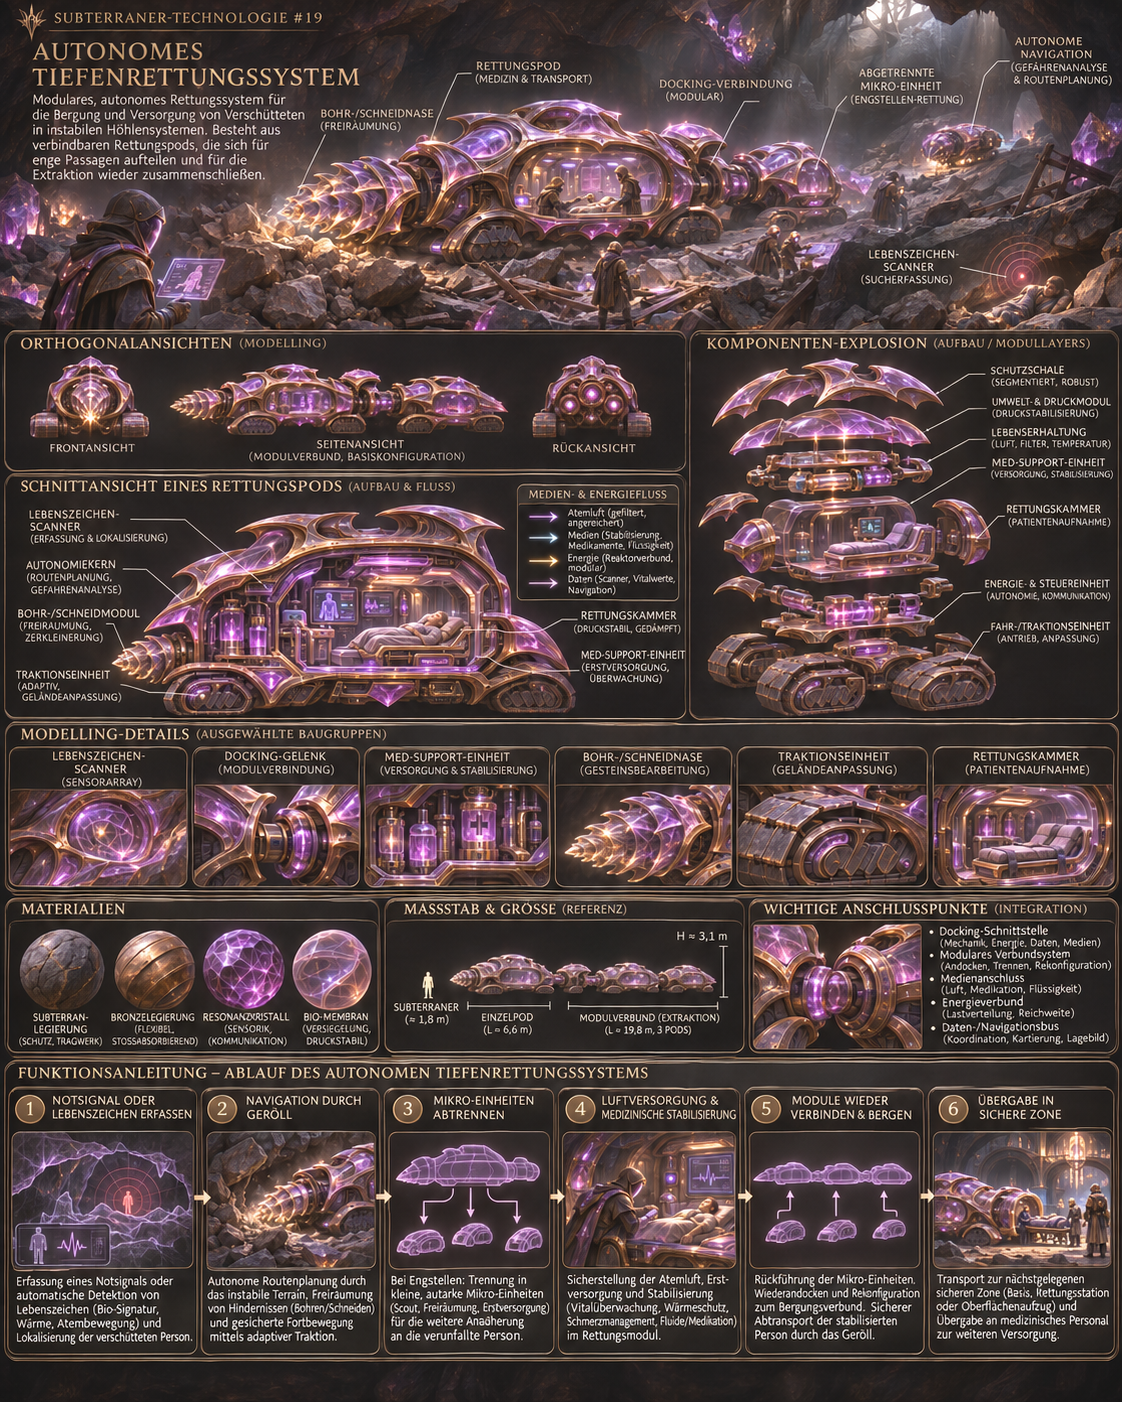 SUBTERRANER-TECHNOLOGIE #19
AUTONOMES
TIEFENRETTUNGSSYSTEM
Modulares, autonomes Rettungssystem für
die Bergung und Versorgung von Verschütteten
in instabilen Höhlensystemen. Besteht aus
verbindbaren Rettungspods, die sich für
enge Passagen aufteilen und für die
Extraktion wieder zusammenschließen.
BOHR-/SCHNEIDNASE
(FREIRÄUMUNG)
RETTUNGSPOD
(MEDIZIN & TRANSPORT)
DOCKING-VERBINDUNG
(MODULAR)
ABGETRENNTE
MIKRO-EINHEIT
(ENGSTELLEN-RETTUNG)
AUTONOME
NAVIGATION
(GEFÄHRENANALYSE
& ROUTENPLANUNG)
LEBENSZEICHEN-
SCANNER
(SUCHERFASSUNG)
ORTHOGONALANSICHTEN (MODELLING)
FRONTANSICHT
SEITENANSICHT
(MODULVERBUND, BASISKONFIGURATION)
RÜCKANSICHT
KOMPONENTEN-EXPLOSION (AUFBAU / MODULLAYERS)
SCHUTZSCHALE
(SEGMENTIERT, ROBUST)
UMWELT- & DRUCKMODUL
(DRUCKSTABILISIERUNG)
LEBENSERHALTUNG
(LUFT, FILTER, TEMPERATUR)
MED-SUPPORT-EINHEIT
(VERSORGUNG, STABILISIERUNG)
RETTUNGSKAMMER
(PATIENTENAUFNAHME)
ENERGIE- & STEUEREINHEIT
(AUTONOMIE, KOMMUNIKATION)
FAHR-/TRAKTIONSEINHEIT
(ANTRIEB, ANPASSUNG)
SCHNITTANSICHT EINES RETTUNGSPODS (AUFBAU & FLUSS)
LEBENSZEICHEN-
SCANNER
(ERFASSUNG & LOKALISIERUNG)
AUTONOMIEKERN
(ROUTENPLANUNG,
GEFAHRENANALYSE)
BOHR-/SCHNEIDMODUL
(FREIRAUMUNG,
ZERKLEINERUNG)
TRAKTIONSEINHEIT
(ADAPTIV,
GELÄNDEANPASSUNG)
MEDIEN- & ENERGIEFLUSS
Atemluft (gefiltert,
angereichert)
Medien (Stabilisierung,
Medikamente, Flüssigkeit)
Energie (Reaktorverbund,
modular)
Daten (Scanner, Vitalwerte,
Navigation)
RETTUNGSKAMMER
(DRUCKSTABIL, GEDÄMPFT)
MED-SUPPORT-EINHEIT
(ERSTVERSORGUNG,
ÜBERWACHUNG)
MODELLING-DETAILS (AUSGEWÄHLTE BAUGRUPPEN)
LEBENSZEICHEN-
SCANNER
(SENSORARRAY)
DOCKING-GELENK
(MODULVERBINDUNG)
MED-SUPPORT-EINHEIT
(VERSORGUNG & STABILISIERUNG)
BOHR-/SCHNEIDNASE
(GESTEINSBEARBEITUNG)
TRAKTIONSEINHEIT
(GELÄNDEANPASSUNG)
RETTUNGSKAMMER
(PATIENTENAUFNAHME)
MATERIALIEN
SUBTERRAN-
LEGIERUNG
(SCHUTZ, TRAGWERK)
BRONZELEGIERUNG
(FLEXIBEL,
STOSSABSORBIEREND)
RESONANZKRISTALL
(SENSORIK,
KOMMUNIKATION)
BIO-MEMBRAN
(VERSIEGELUNG,
DRUCKSTABIL)
MASSSTAB & GRÖSSE (REFERENZ)
H ≈ 3,1 m
SUBTERRANER
(≈ 1,8 m)
EINZELPOD
(L ≈ 6,6 m)
MODULVERBUND (EXTRAKTION)
(L ≈ 19,8 m, 3 PODS)
WICHTIGE ANSCHLUSSPUNKTE (INTEGRATION)
• Docking-Schnittstelle
(Mechanik, Energie, Daten, Medien)
• Modulares Verbundsystem
(Andocken, Trennen, Rekonfiguration)
• Medienanschluss
(Luft, Medikation, Flüssigkeit)
• Energieverbund
(Lastverteilung, Reichweite)
• Daten-/Navigationsbus
(Koordination, Kartierung, Lagebild)
FUNKTIONSANLEITUNG – ABLAUF DES AUTONOMEN TIEFENRETTUNGSSYSTEMS
1 NOTSIGNAL ODER
LEBENSZEICHEN ERFASSEN
Erfassung eines Notsignals oder
automatische Detektion von
Lebenszeichen (Bio-Signatur,
Wärme, Atembewegung) und
Lokalisierung der verschütteten Person.
2 NAVIGATION DURCH
GERÖLL
Autonome Routenplanung durch
das instabile Terrain, Freiräumung
von Hindernissen (Bohren/Schneiden)
und gesicherte Fortbewegung
mittels adaptiver Traktion.
3 MIKRO-EINHEITEN
ABTRENNEN
Bei Engstellen: Trennung in
kleine, autarke Mikro-Einheiten
(Scout, Freiräumung, Erstversorgung)
für die weitere Annäherung
an die verunfallte Person.
4 LUFTVERSORGUNG &
MEDIZINISCHE STABILISIERUNG
Sicherstellung der Atemluft, Erst-
versorgung und Stabilisierung
(Vitalüberwachung, Wärmeschutz,
Schmerzmanagement, Fluide/Medikation)
im Rettungsmodul.
5 MODULE WIEDER
VERBINDEN & BERGEN
Rückführung der Mikro-Einheiten.
Wiederandocken und Rekonfiguration
zum Bergungsverbund. Sicherer
Abtransport der stabilisierten
Person durch das Geröll.
6 ÜBERGABE IN
SICHERE ZONE
Transport zur nächstgelegenen
sicheren Zone (Basis, Rettungsstation
oder Oberflächenaufzug) und
Übergabe an medizinisches Personal
zur weiteren Versorgung.